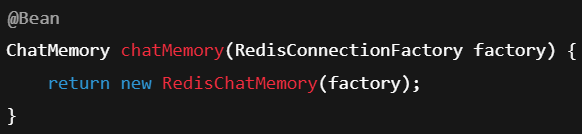 @Bean
ChatMemory chatMemory(RedisConnectionFactory factory) {
    return new RedisChatMemory(factory);
}